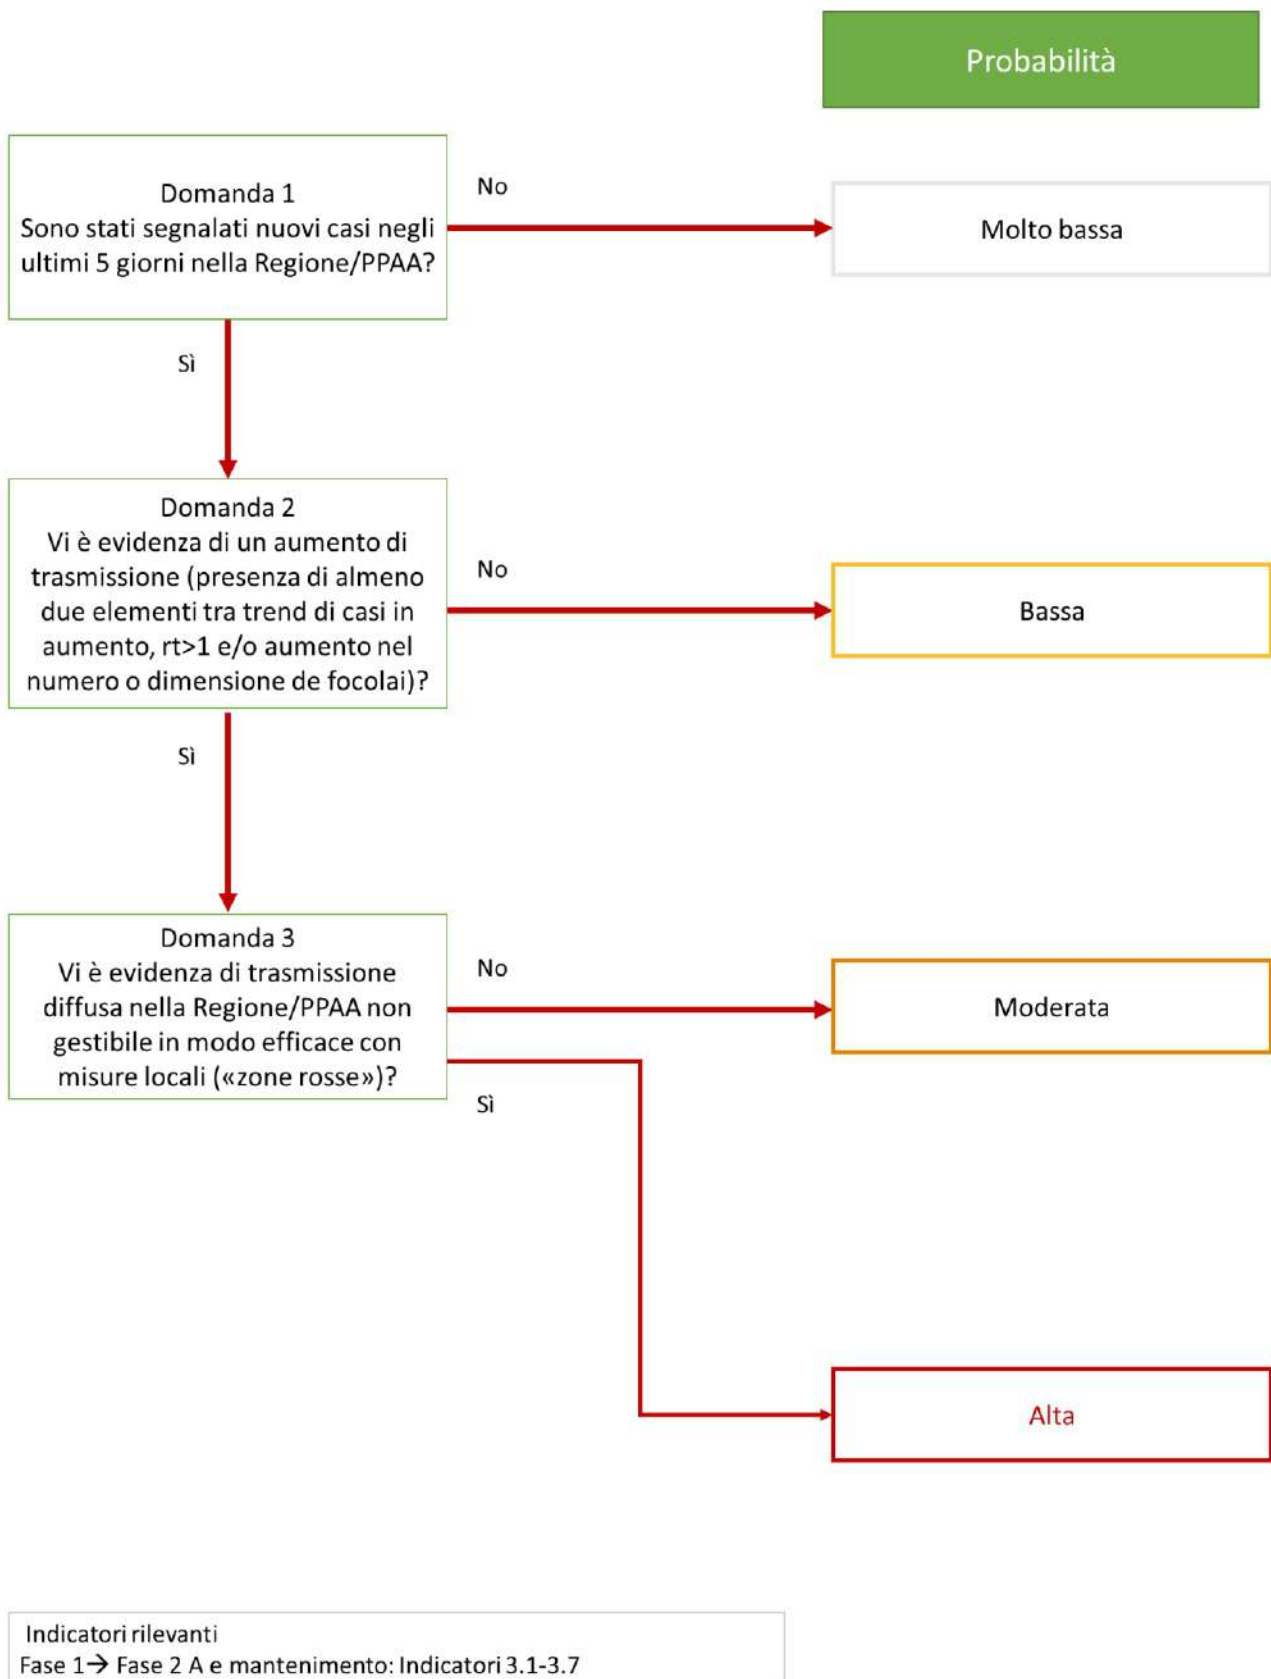 Probabilità
Domanda 1
Sono stati segnalati nuovi casi negli
ultimi 5 giorni nella Regione/PPAA?
No
Molto bassa
Sì
Domanda 2
Vi è evidenza di un aumento di
trasmissione (presenza di almeno
due elementi tra trend di casi in
aumento, rt>1 e/o aumento nel
numero o dimensione de focolai)?
No
Bassa
Sì
Domanda 3
Vi è evidenza di trasmissione
diffusa nella Regione/PPAA non
gestibile in modo efficace con
misure locali («zone rosse»)?
No
Moderata
Sì
Alta
Indicatori rilevanti
Fase 1→ Fase 2 A e mantenimento: Indicatori 3.1-3.7